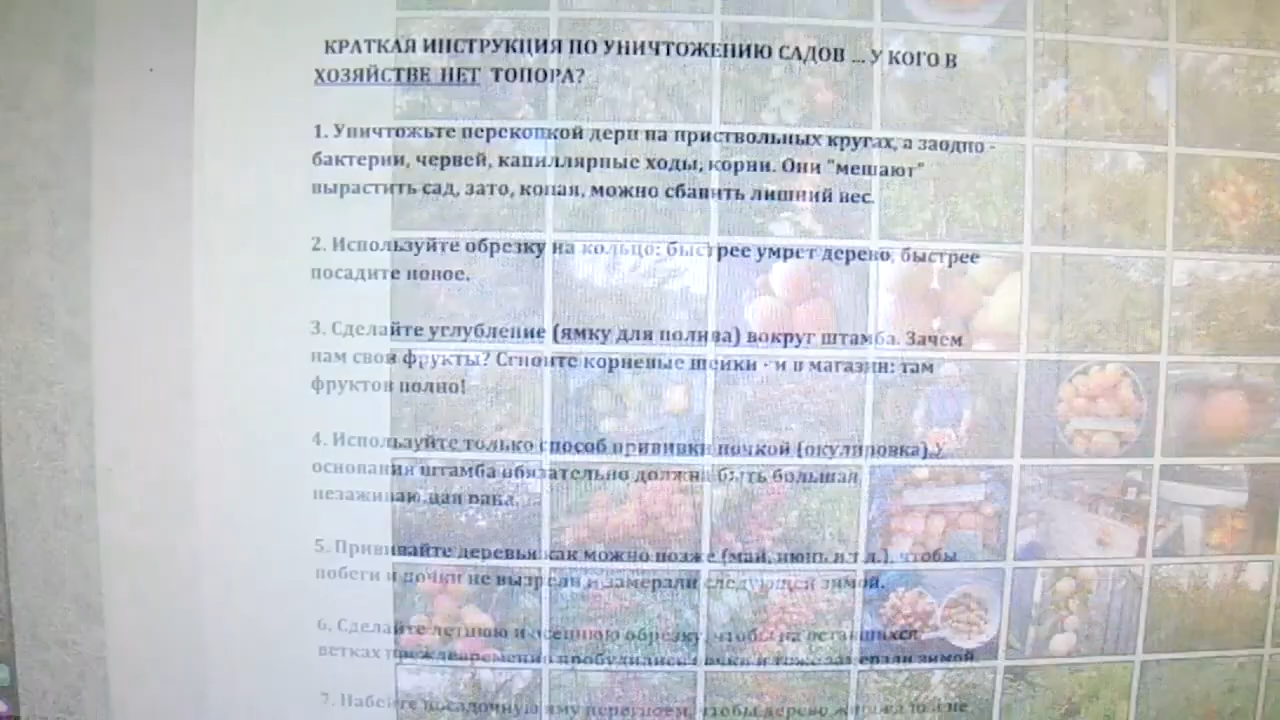 КРАТКАЯ ИНСТРУКЦИЯ ПО УНИЧТОЖЕНИЮ САДОВ ... У КОГО В
ХОЗЯЙСТВЕ НЕТ ТОПОРА?
1. Уничтожьте перекопкой дерн на приствольных кругах, а заодно -
бактерии, червей, капиллярные ходы, корни. Они "мешают"
вырастить сад, зато, копая, можно сбавить лишний вес.
2. Используйте обрезку на кольцо: быстрее умрет дерево, быстрее
посадите новое.
3. Сделайте углубление (ямку для полива) вокруг штамба. Зачем
нам свои фрукты? Сгноите корневые шейки - и в магазин: там
фруктов полно!
4. Используйте только способ прививки почкой (окулировка). У
основания штамба обязательно должна быть большая
незаживающая рана.
5. Прививайте деревья как можно позже (май, июнь и т д.), чтобы
побеги и почки не вызрели и замерзли следующей зимой.
6. Сделайте летнюю и осеннюю обрезку, чтобы на оставшихся
ветках преждевременно пробудились почки и тоже замерзли зимой.
7. Набейте посадочную яму перегноем, чтобы дерево